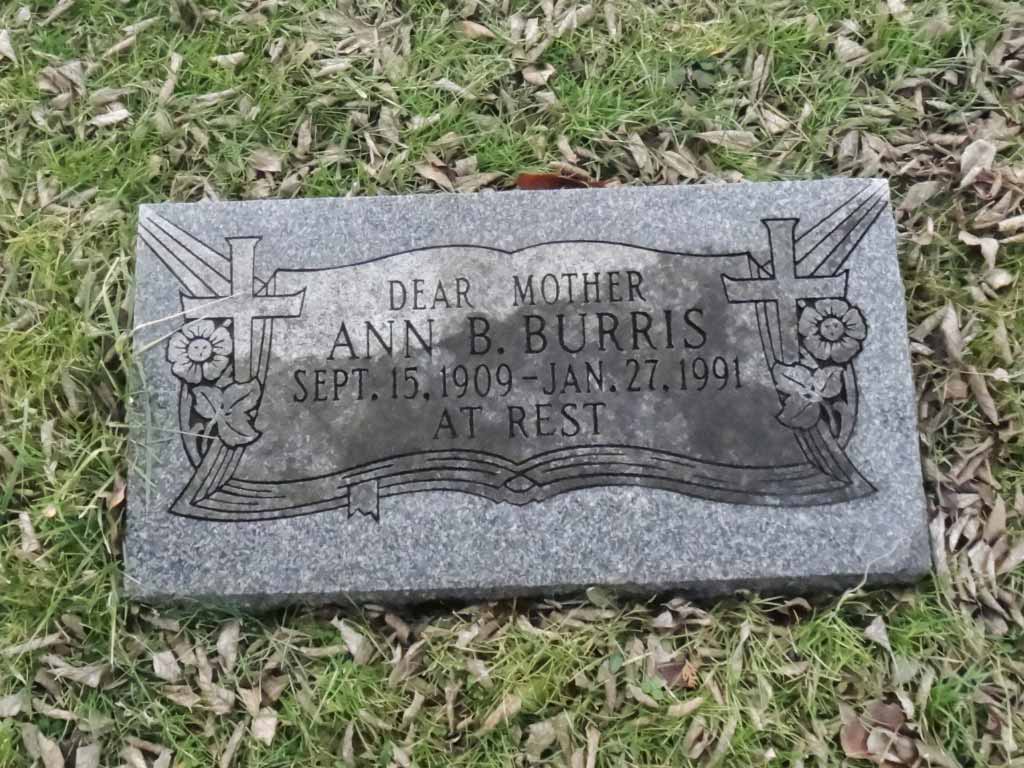 DEAR MOTHER
ANN B. BURRIS
SEPT. 15, 1909 - JAN. 27, 1991
AT REST